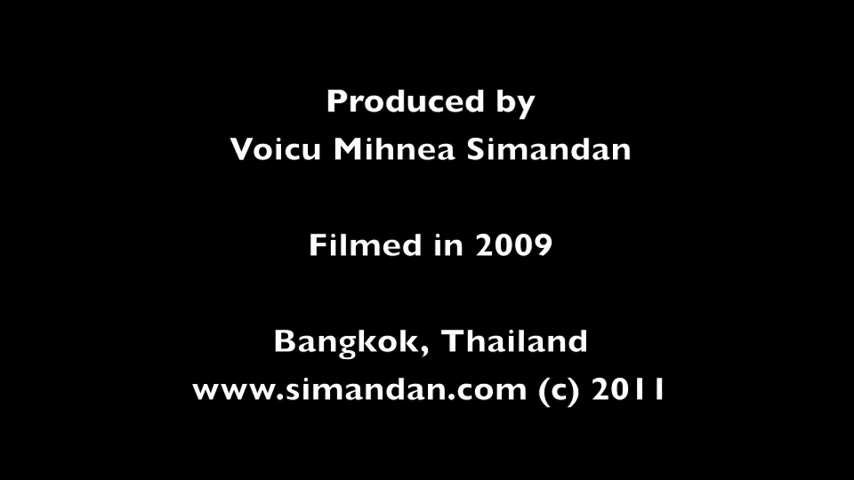 Produced by
Voicu Mihnea Simandan
Filmed in 2009
Bangkok, Thailand
www.simandan.com (c) 2011